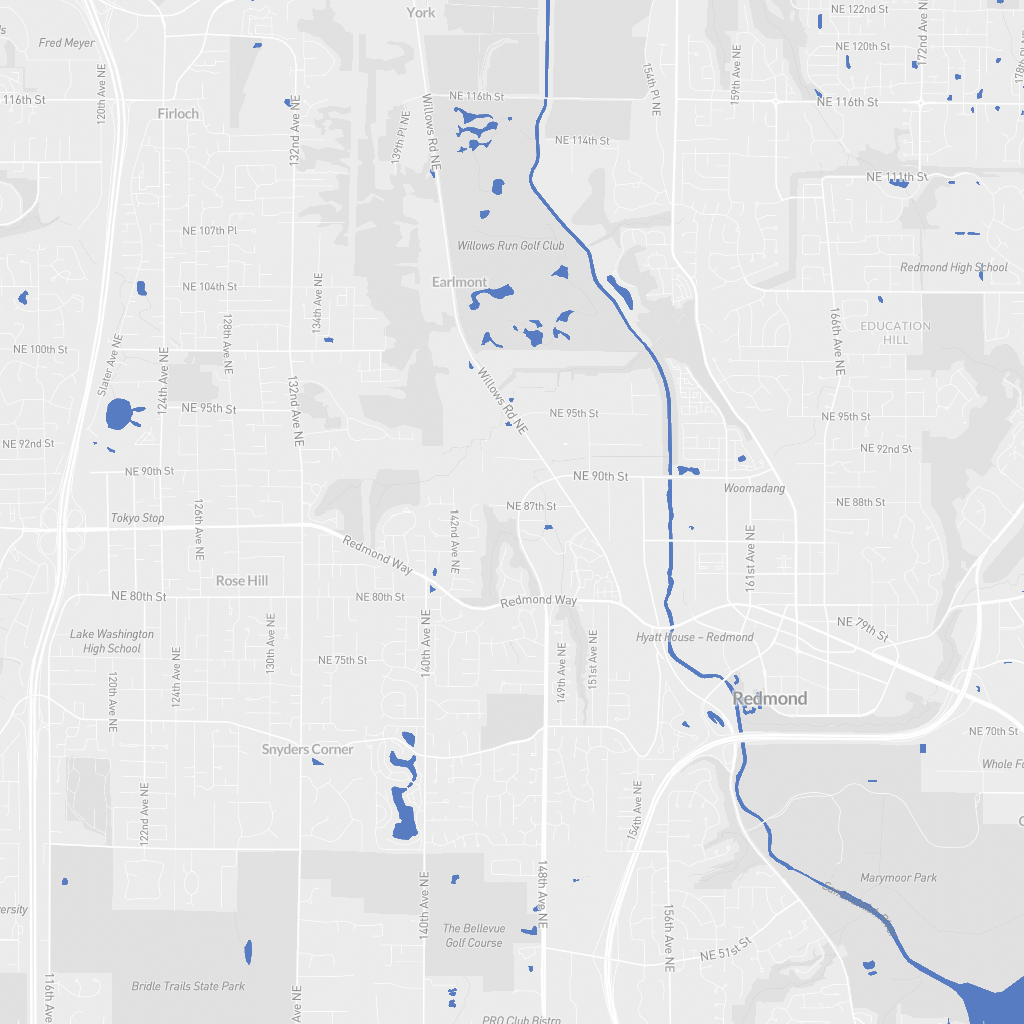 York
NE 122nd St
172nd Ave NE
Fred Meyer
NE 120th St
120th Ave NE
159th Ave NE
154th Pl NE
178th Pl NE
116th St
NE 116th St
NE 116th St
Firloch
132nd Ave NE
139th Pl NE
Willows Rd NE
NE 114th St
NE 111th St
NE 107th Pl
Willows Run Golf Club
Redmond High School
Earlmont
NE 104th St
134th Ave NE
128th Ave NE
166th Ave NE
EDUCATION
HILL
NE 100th St
Slater Ave NE
124th Ave NE
132nd Ave NE
Willows Rd NE
NE 95th St
NE 95th St
NE 95th St
NE 92nd St
NE 92nd St
NE 90th St
NE 90th St
Woomadang
126th Ave NE
Tokyo Stop
NE 87th St
142nd Ave NE
NE 88th St
161st Ave NE
Redmond Way
Rose Hill
NE 80th St
NE 80th St
Redmond Way
Lake Washington
High School
130th Ave NE
140th Ave NE
Hyatt House – Redmond
NE 79th St
124th Ave NE
120th Ave NE
NE 75th St
149th Ave NE
151st Ave NE
Redmond
NE 70th St
Snyders Corner
Whole Fu
122nd Ave NE
154th Ave NE
Marymoor Park
140th Ave NE
148th Ave NE
156th Ave NE
versity
The Bellevue
Golf Course
NE 51st St
Bridle Trails State Park
116th Ave
Ave NE
PRO Club Bistro